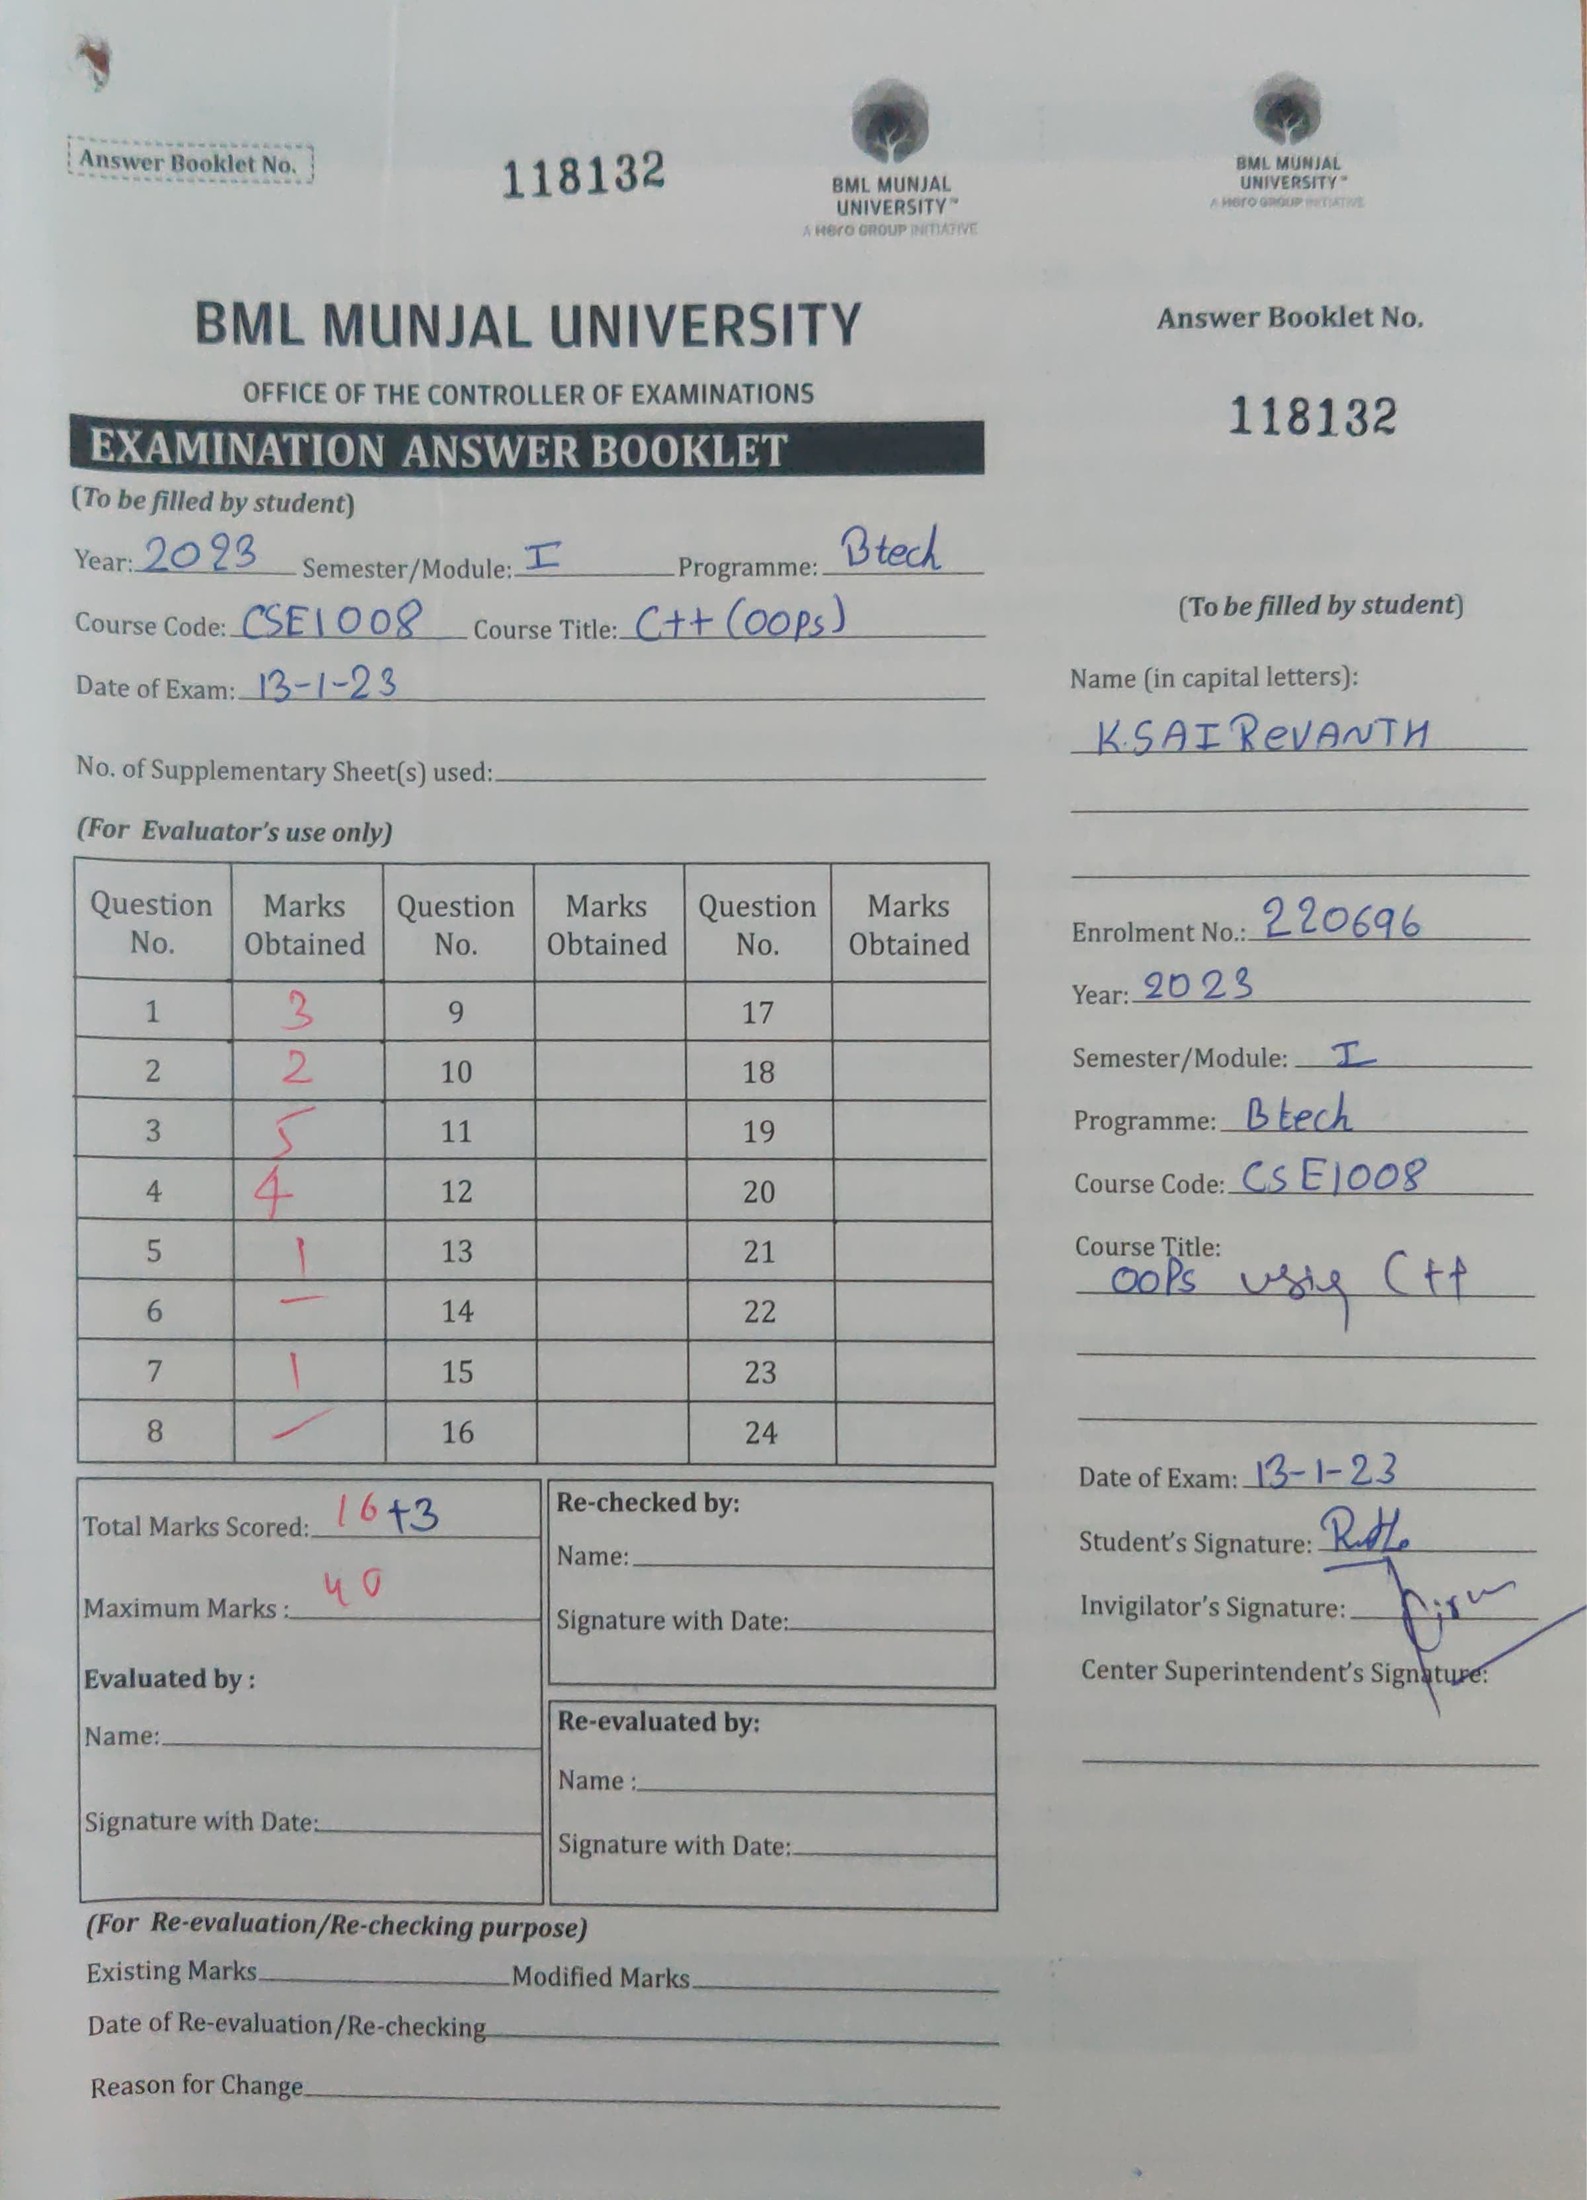 Answer Booklet No.
118132
BML MUNJAL
UNIVERSITY™
A Hero GROUP INITIATIVE
BML MUNJAL
UNIVERSITY™
A Hero GROUP INITIATIVE
BML MUNJAL UNIVERSITY
OFFICE OF THE CONTROLLER OF EXAMINATIONS
EXAMINATION ANSWER BOOKLET
(To be filled by student)
Year: 2023 Semester/Module: I Programme: Btech
Course Code: CSE1008 Course Title: C++ (OOPs)
Date of Exam: 13-1-23
No. of Supplementary Sheet(s) used:
(For Evaluator's use only)
Question No. Marks Obtained Question No. Marks Obtained Question No. Marks Obtained
1 3 9 17
2 2 10 18
3 5 11 19
4 4 12 20
5 1 13 21
6 — 14 22
7 1 15 23
8 — 16 24
Total Marks Scored: 16+3
Maximum Marks : 40
Evaluated by :
Name:
Signature with Date:
Re-checked by:
Name:
Signature with Date:
Re-evaluated by:
Name :
Signature with Date:
(For Re-evaluation/Re-checking purpose)
Existing Marks Modified Marks
Date of Re-evaluation/Re-checking
Reason for Change
Answer Booklet No.
118132
(To be filled by student)
Name (in capital letters):
K.SAI ReVANTH
Enrolment No.: 220696
Year: 2023
Semester/Module: I
Programme: Btech
Course Code: CSE1008
Course Title:
OOPs using C++
Date of Exam: 13-1-23
Student's Signature:
Invigilator's Signature:
Center Superintendent's Signature: